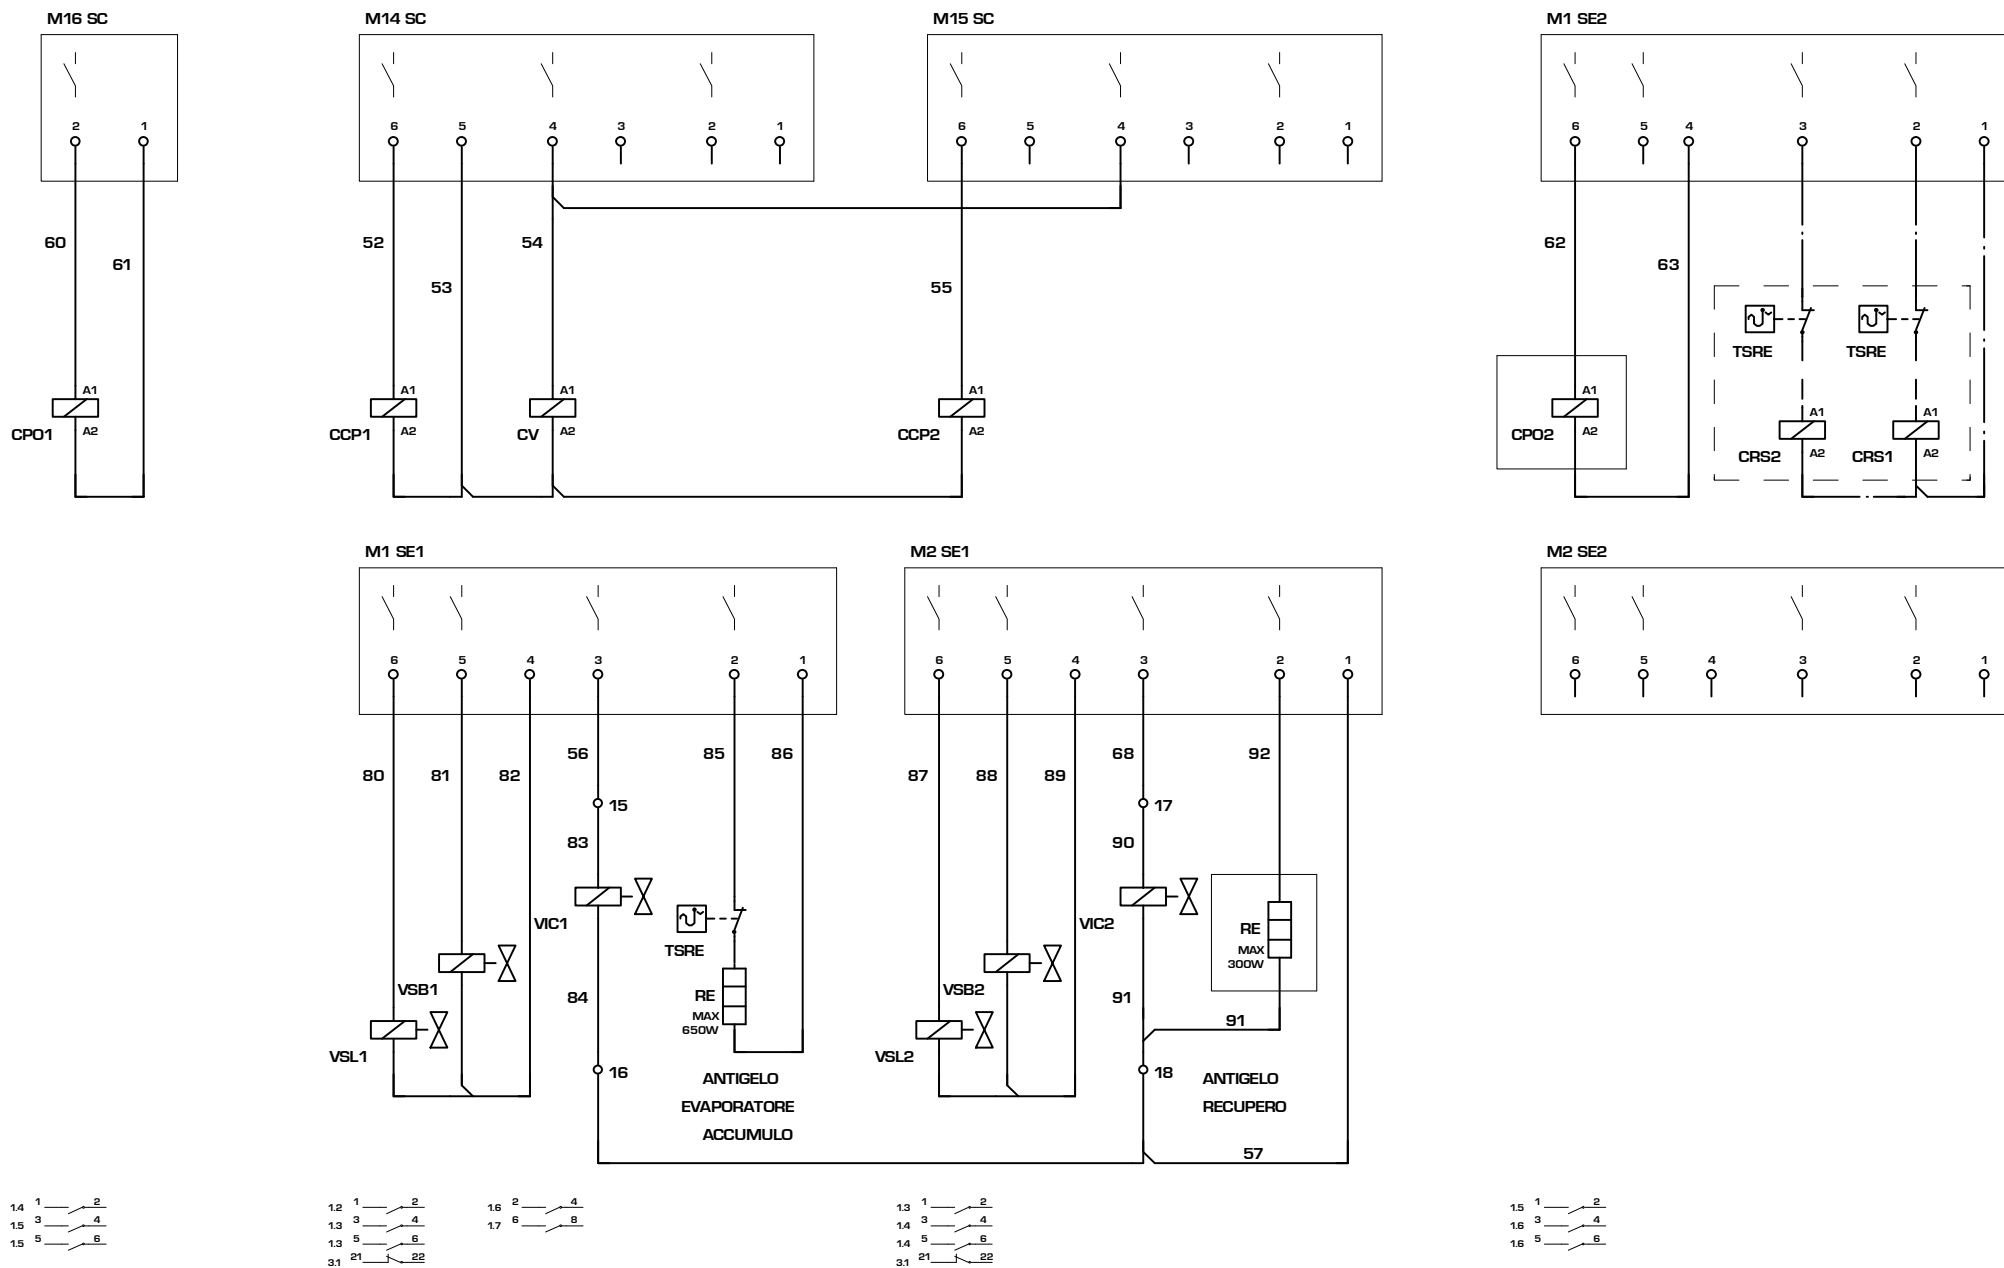 M16 SC
M14 SC
M15 SC
M1 SE2
2 1
6 5 4 3 2 1
6 5 4 3 2 1
6 5 4 3 2 1
60
61
52
53
54
55
62
63
TSRE
TSRE
A1
A2
CPO1
A1
A2
CCP1
A1
A2
CV
A1
A2
CCP2
A1
A2
CPO2
A1
A2
CRS2
A1
A2
CRS1
M1 SE1
M2 SE1
M2 SE2
6 5 4 3 2 1
6 5 4 3 2 1
6 5 4 3 2 1
80
81
82
56
85
86
87
88
89
68
92
15
17
83
90
VIC1
VIC2
TSRE
RE
MAX
300W
VSB1
VSB2
84
91
RE
MAX
650W
91
VSL1
VSL2
16
18
ANTIGELO
EVAPORATORE
ACCUMULO
ANTIGELO
RECUPERO
57
1.4 1 2
1.5 3 4
1.5 5 6
1.2 1 2
1.3 3 4
1.3 5 6
3.1 21 22
1.6 2 4
1.7 6 8
1.3 1 2
1.4 3 4
1.4 5 6
3.1 21 22
1.5 1 2
1.6 3 4
1.6 5 6